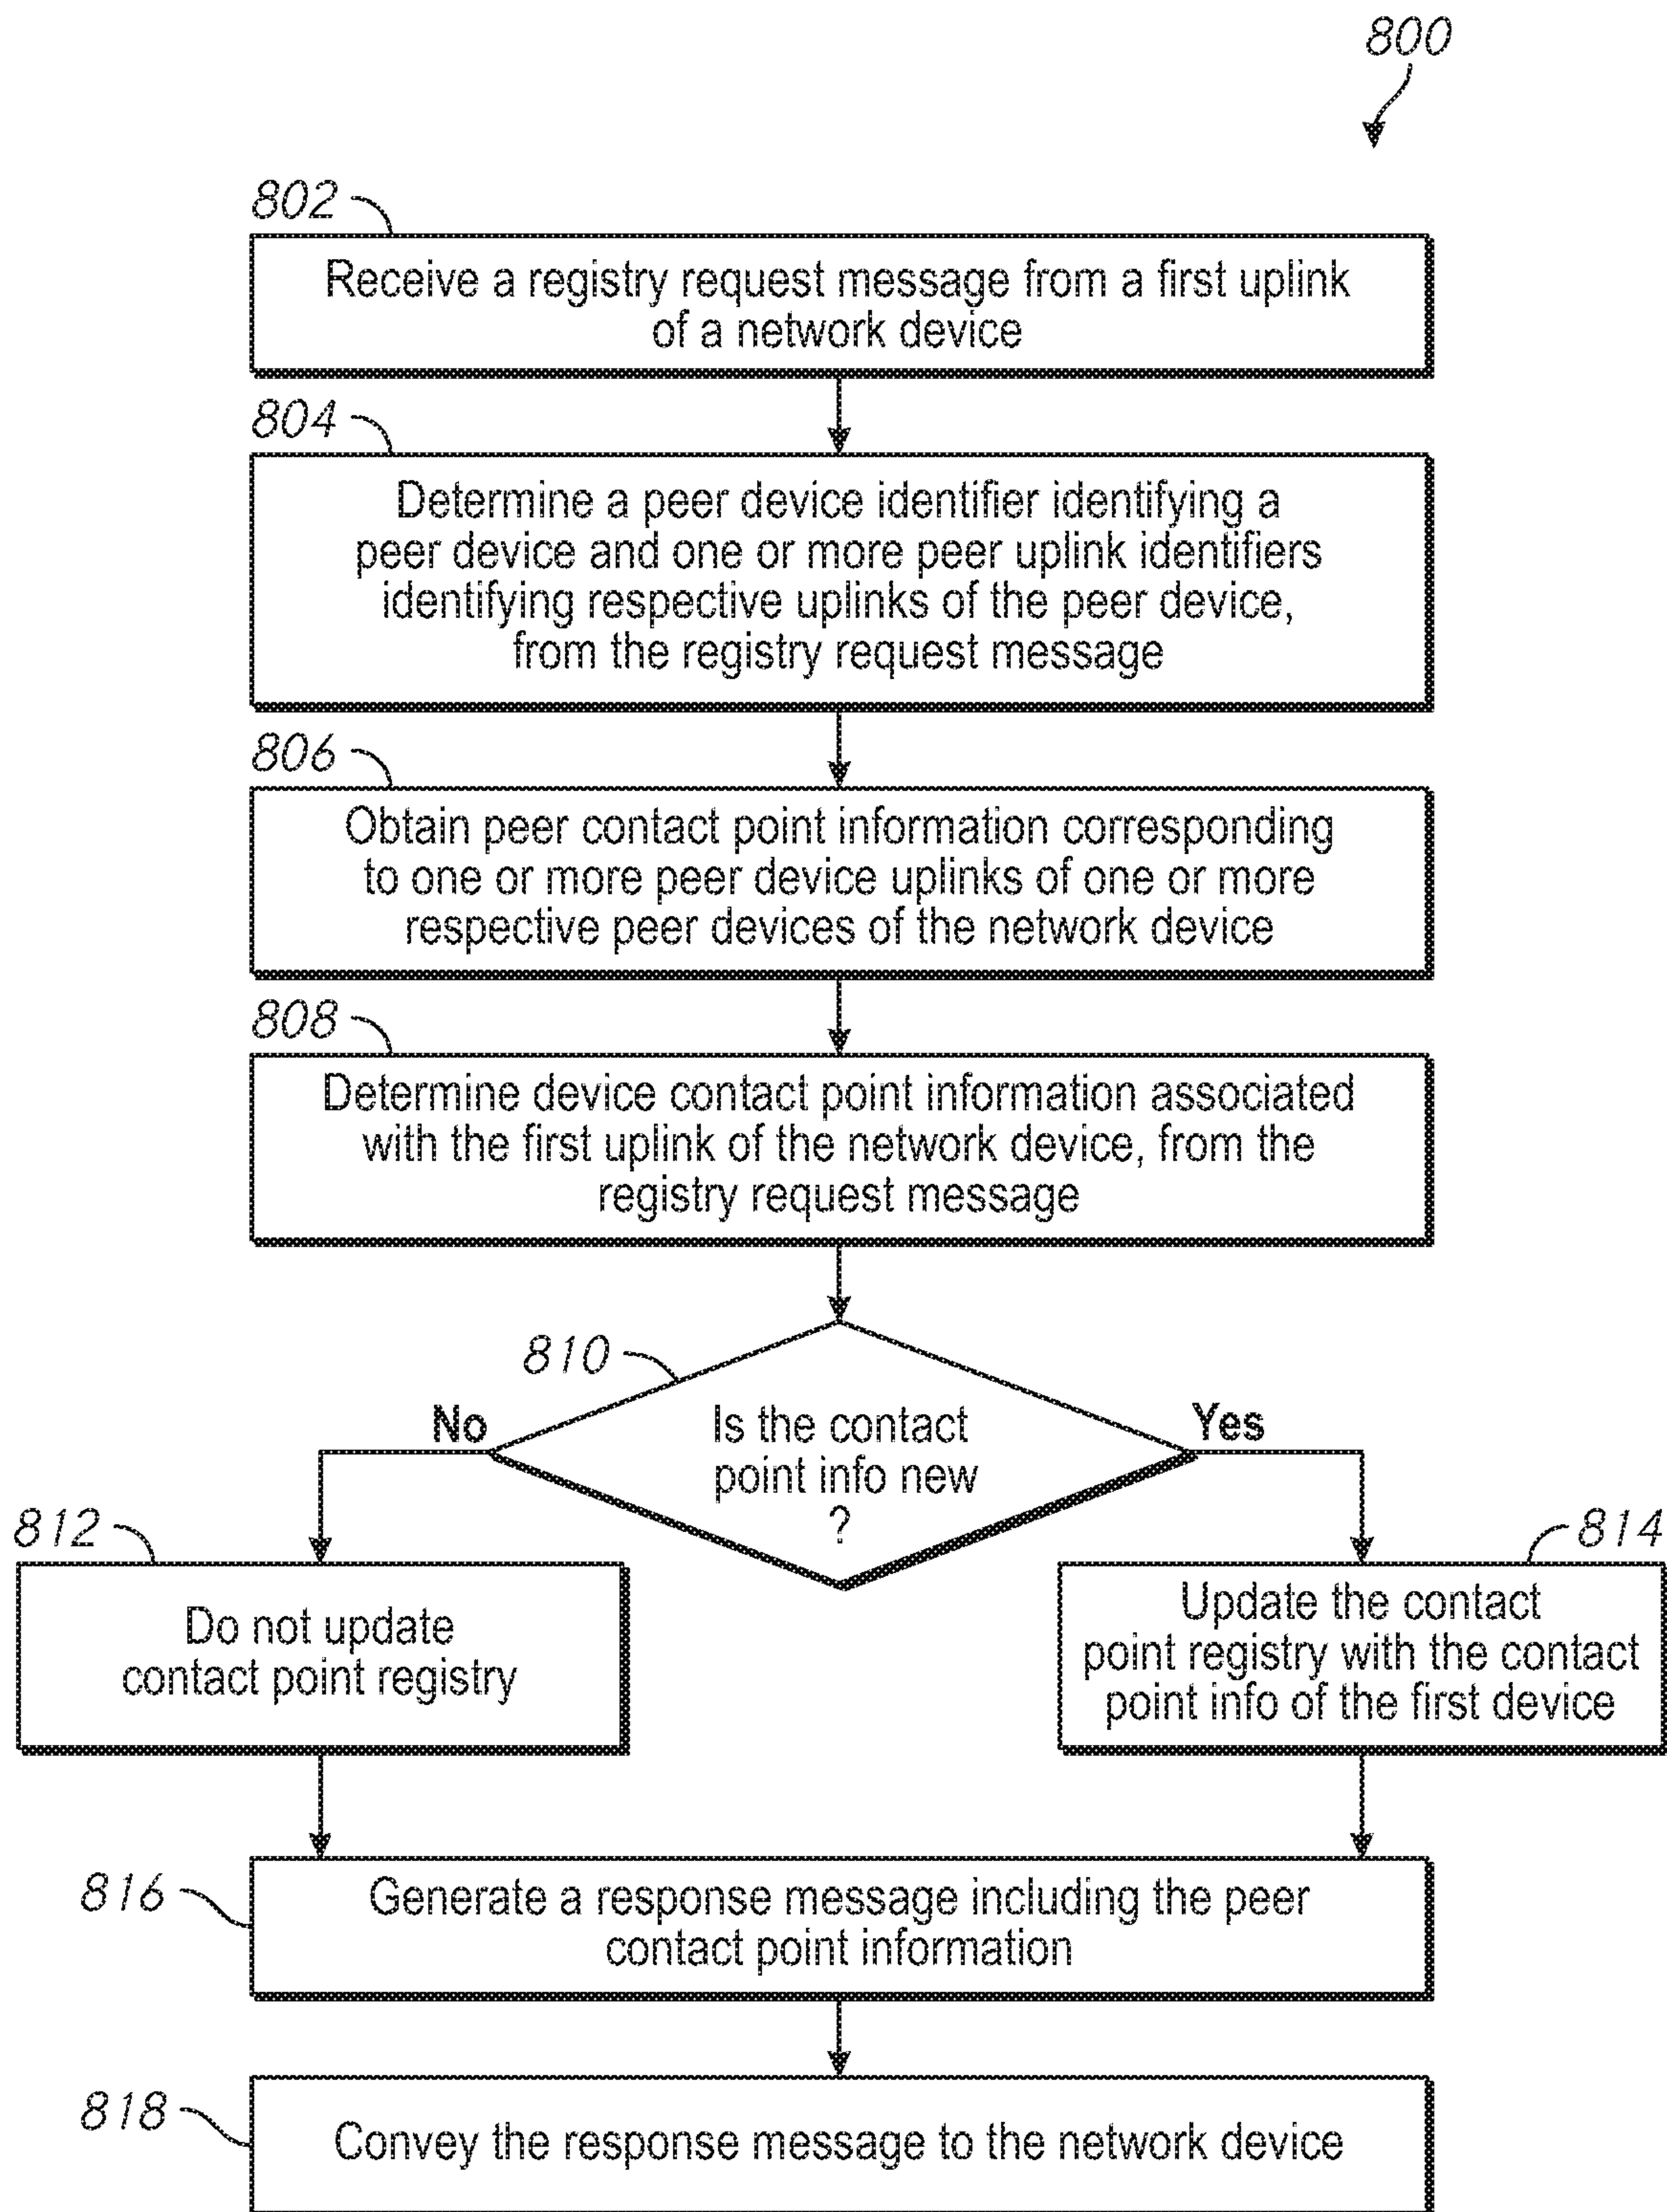 800
802
Receive a registry request message from a first uplink
of a network device
804
Determine a peer device identifier identifying a
peer device and one or more peer uplink identifiers
identifying respective uplinks of the peer device,
from the registry request message
806
Obtain peer contact point information corresponding
to one or more peer device uplinks of one or more
respective peer devices of the network device
808
Determine device contact point information associated
with the first uplink of the network device, from the
registry request message
810
Is the contact
point info new
?
No
Yes
812
Do not update
contact point registry
814
Update the contact
point registry with the contact
point info of the first device
816
Generate a response message including the peer
contact point information
818
Convey the response message to the network device